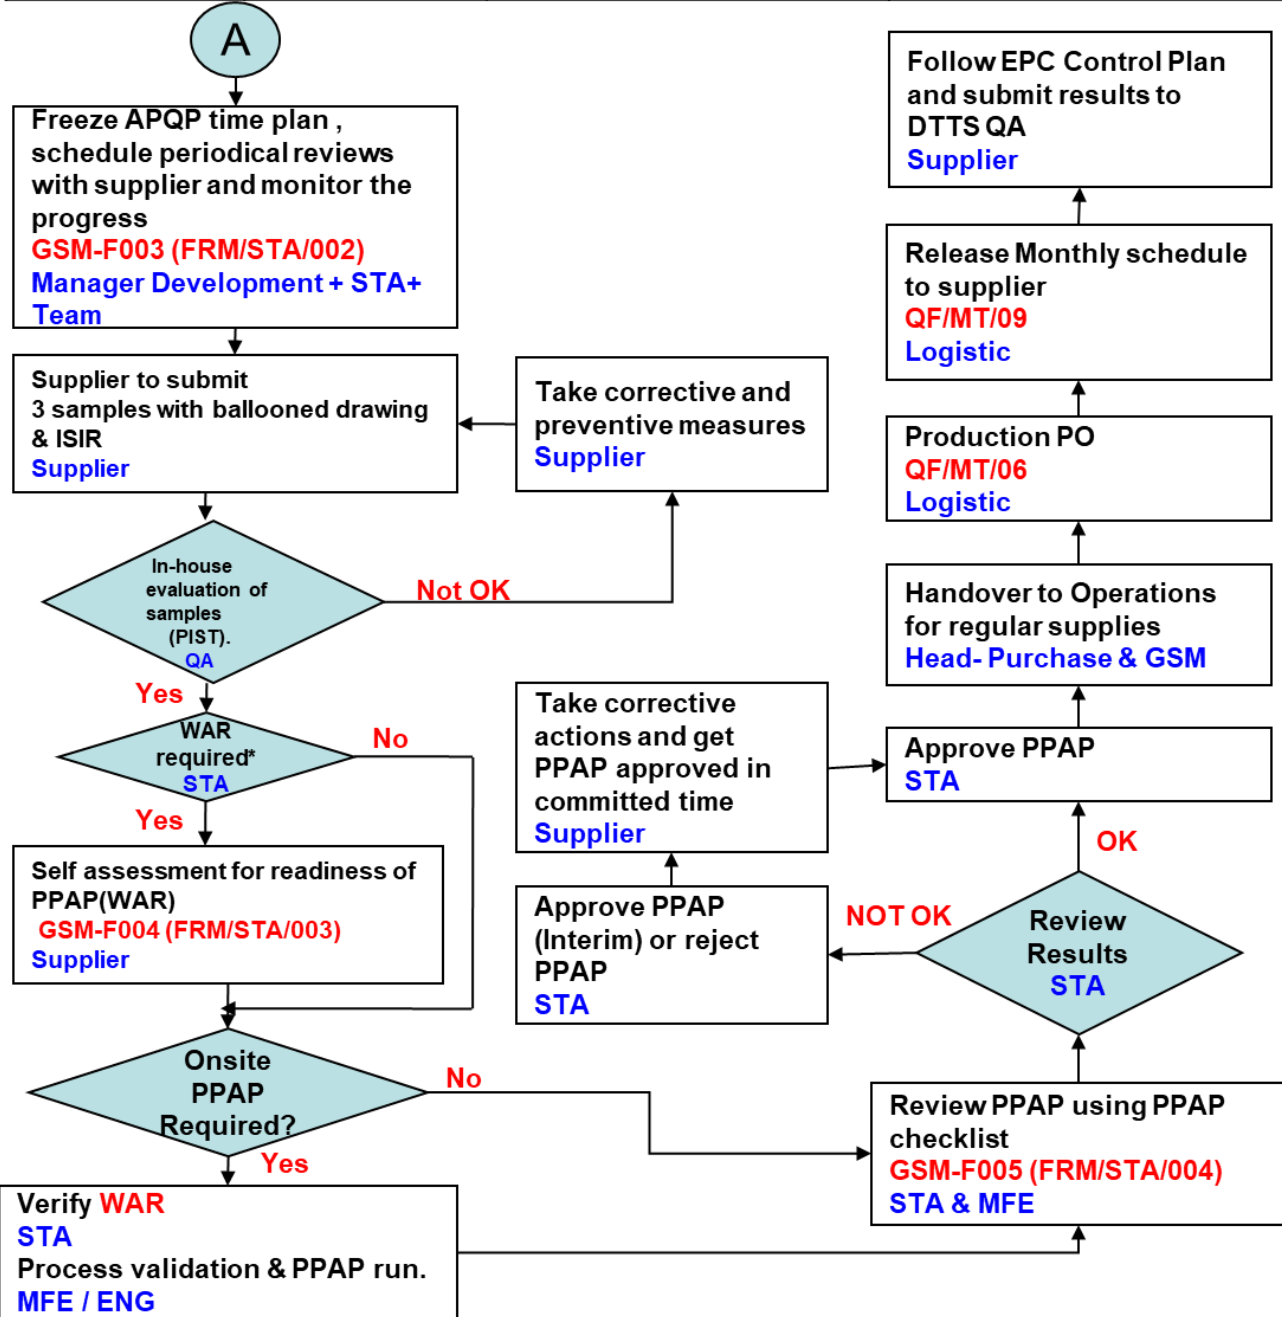 A
Freeze APQP time plan ,
schedule periodical reviews
with supplier and monitor the
progress
GSM-F003 (FRM/STA/002)
Manager Development + STA+
Team
Supplier to submit
3 samples with ballooned drawing
& ISIR
Supplier
Take corrective and
preventive measures
Supplier
In-house
evaluation of
samples
(PIST).
QA
Not OK
Yes
WAR
required*
STA
No
Yes
Self assessment for readiness of
PPAP(WAR)
GSM-F004 (FRM/STA/003)
Supplier
Onsite
PPAP
Required?
No
Yes
Verify WAR
STA
Process validation & PPAP run.
MFE / ENG
Review PPAP using PPAP
checklist
GSM-F005 (FRM/STA/004)
STA & MFE
Review
Results
STA
NOT OK
OK
Approve PPAP
(Interim) or reject
PPAP
STA
Take corrective
actions and get
PPAP approved in
committed time
Supplier
Approve PPAP
STA
Handover to Operations
for regular supplies
Head- Purchase & GSM
Production PO
QF/MT/06
Logistic
Release Monthly schedule
to supplier
QF/MT/09
Logistic
Follow EPC Control Plan
and submit results to
DTTS QA
Supplier